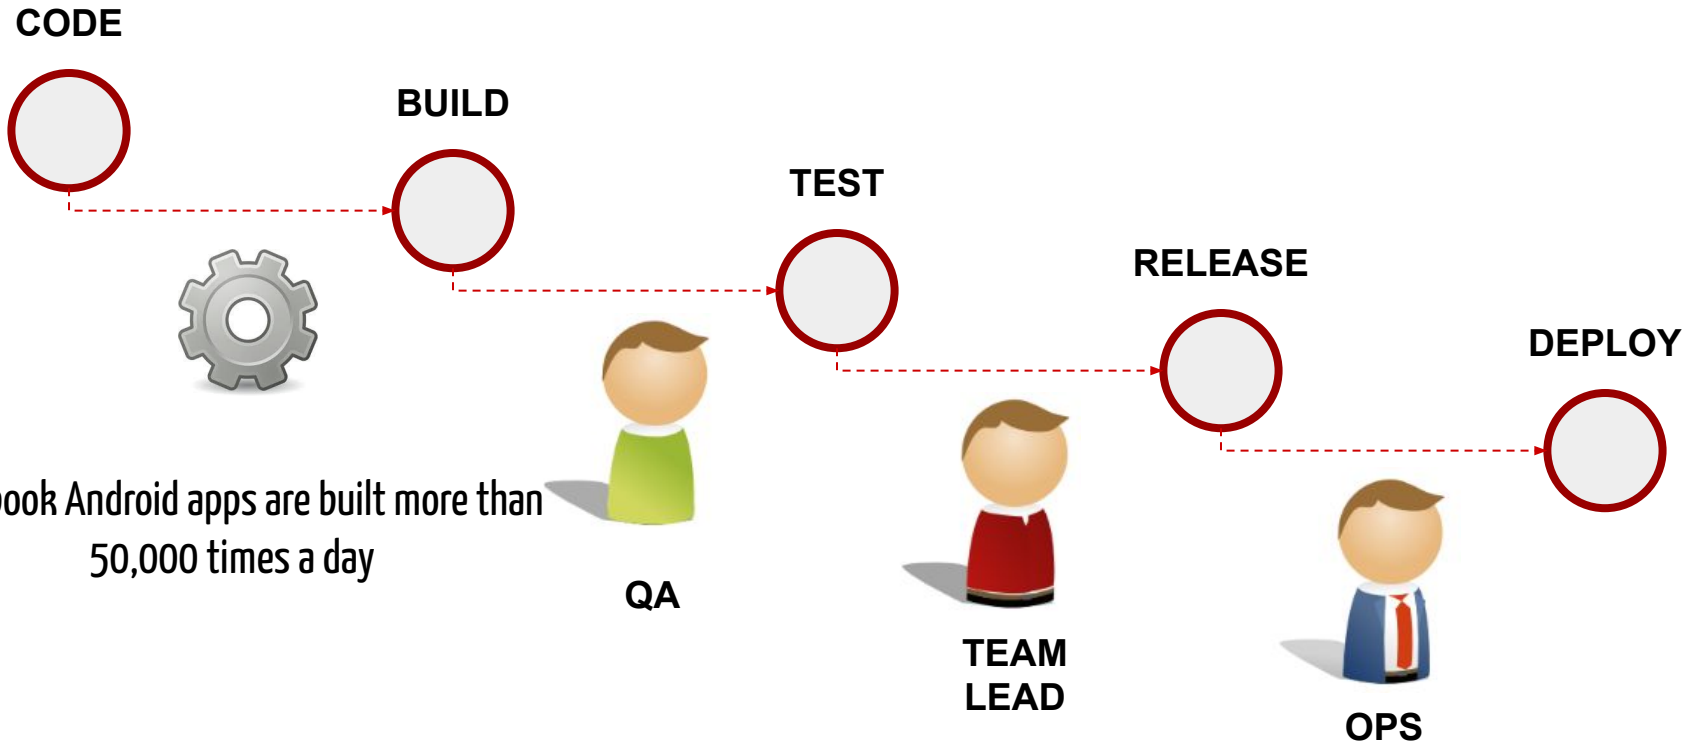 CODE
BUILD
TEST
RELEASE
DEPLOY
Android apps are built more than
50,000 times a day
QA
TEAM
LEAD
OPS